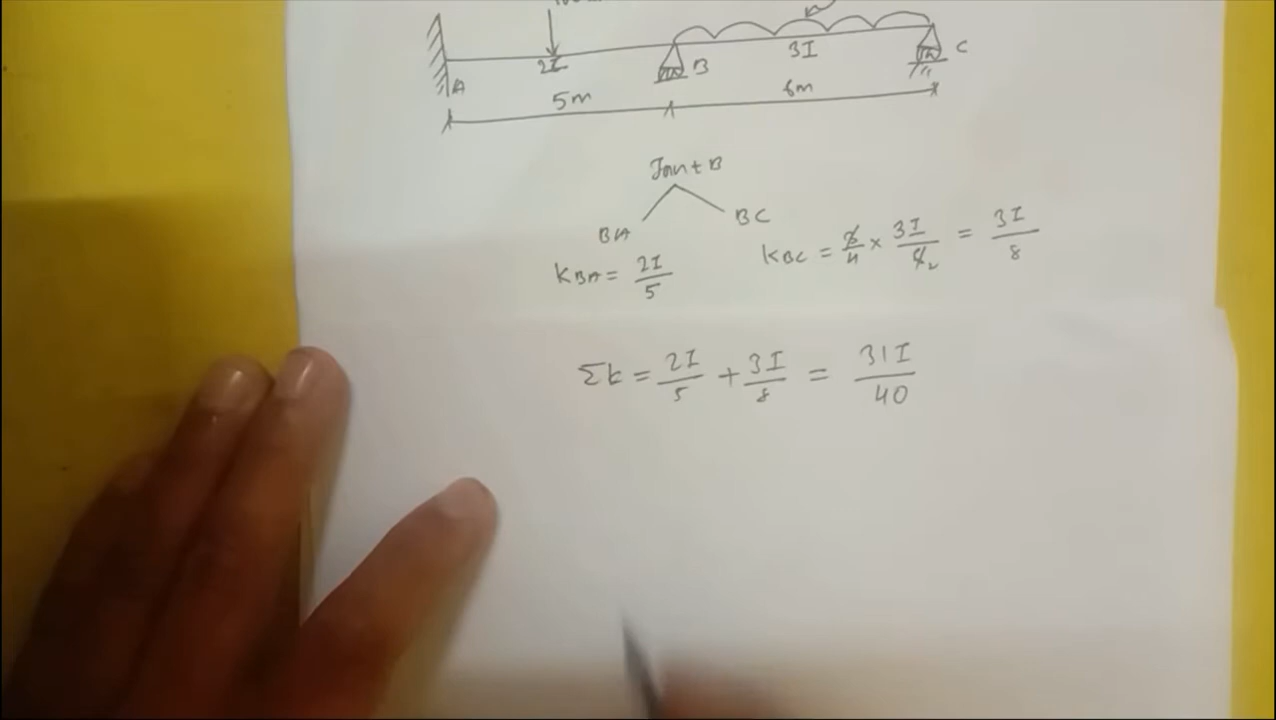 2I B 3I C
A
5m 6m
Joint B
BA BC
KBA = 2I/5 KBC = 3/4 × 3I/6 2 = 3I/8
Σk = 2I/5 + 3I/8 = 31I/40